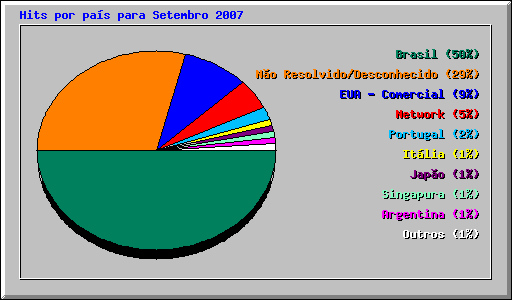 Hits por país para Setembro 2007
Brasil (50%)
Não Resolvido/Desconhecido (29%)
EUA - Comercial (9%)
Network (5%)
Portugal (2%)
Itália (1%)
Japão (1%)
Singapura (1%)
Argentina (1%)
Outros (1%)